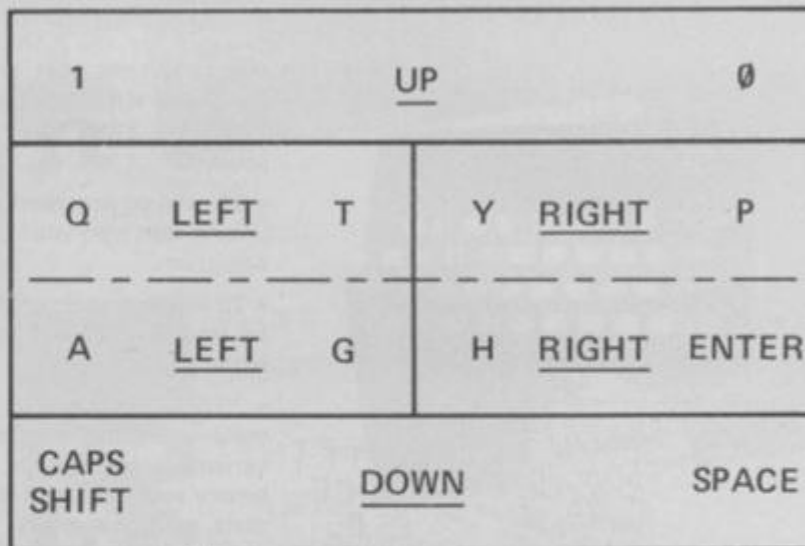 1 UP Ø
Q LEFT T Y RIGHT P
A LEFT G H RIGHT ENTER
CAPS
SHIFT DOWN SPACE